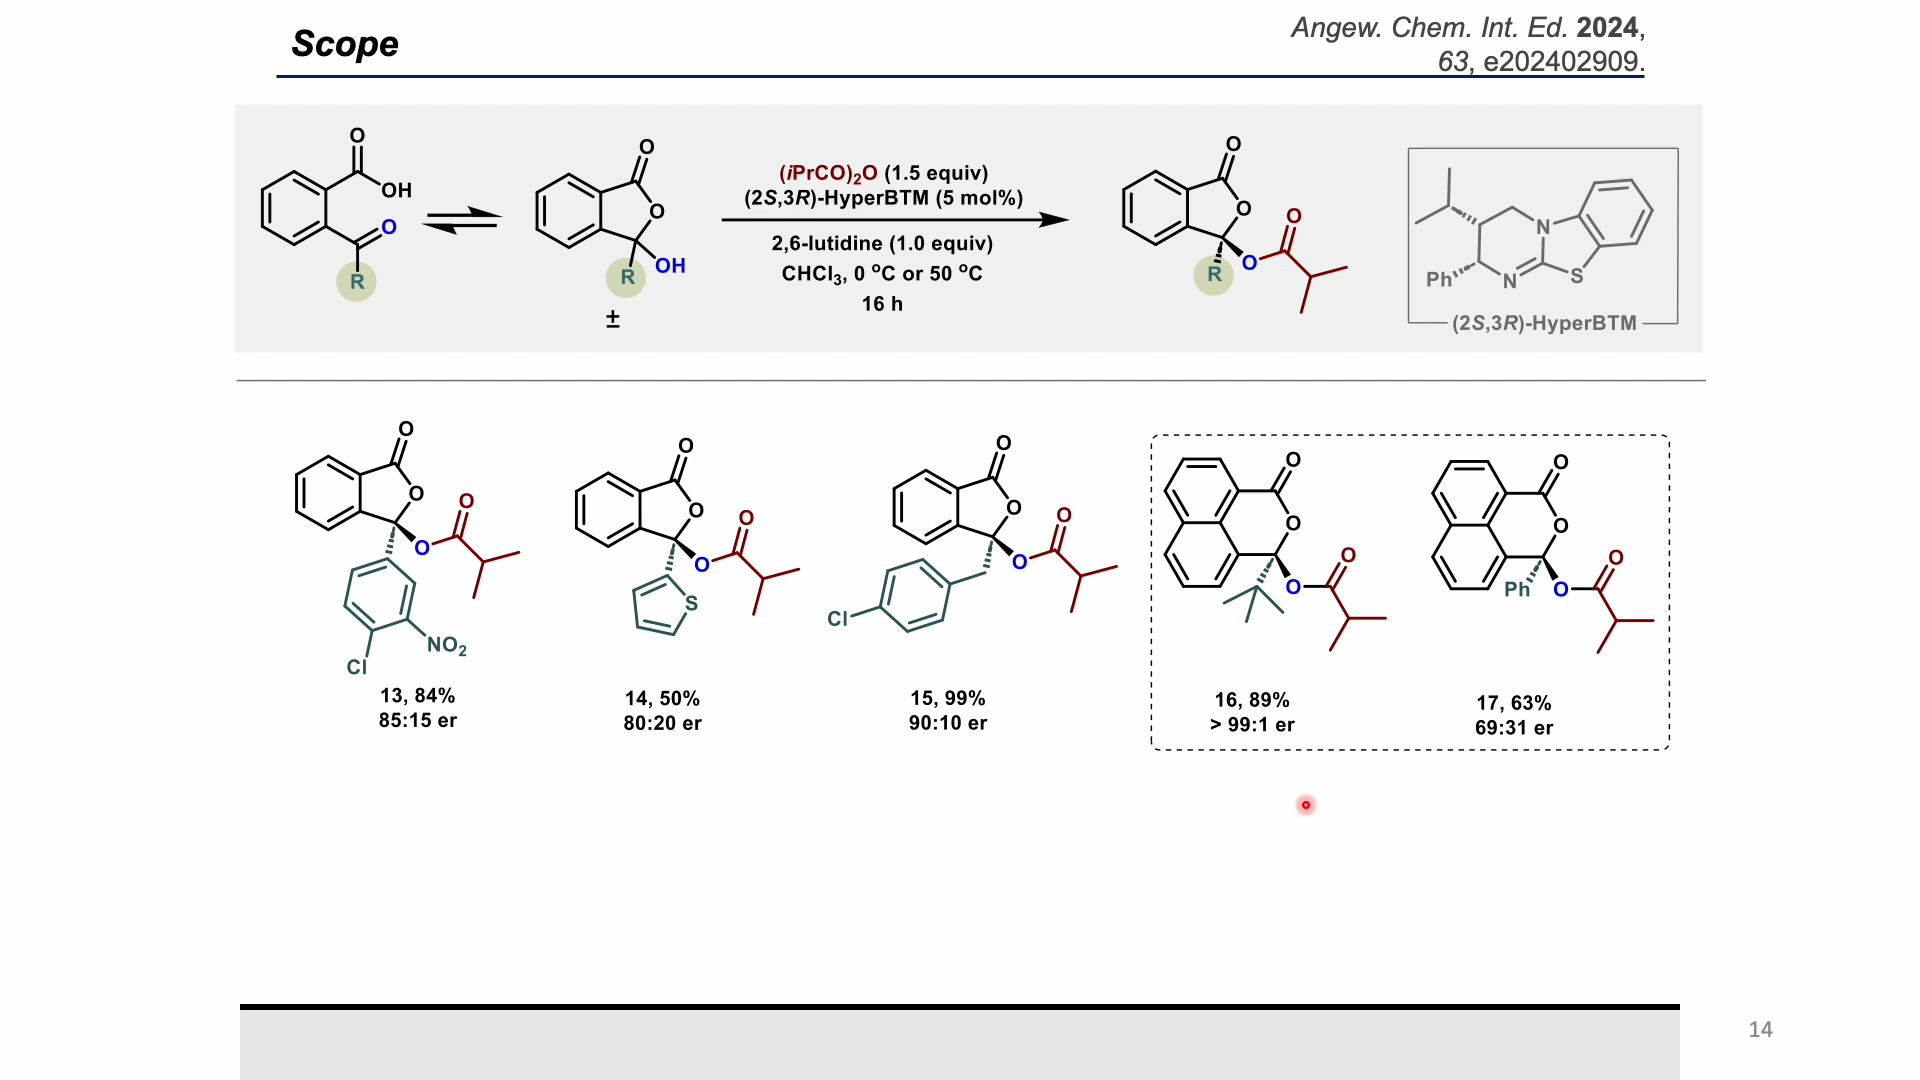 Scope
Angew. Chem. Int. Ed. 2024,
63, e202402909.
O
OH
O
R
O
O
OH
R
±
(iPrCO)2O (1.5 equiv)
(2S,3R)-HyperBTM (5 mol%)
2,6-lutidine (1.0 equiv)
CHCl3, 0 °C or 50 °C
16 h
O
O
O
O
R
N
N
S
Ph
(2S,3R)-HyperBTM
O
O
O
O
NO2
Cl
13, 84%
85:15 er
O
O
O
O
S
14, 50%
80:20 er
O
O
O
O
Cl
15, 99%
90:10 er
O
O
O
O
16, 89%
> 99:1 er
O
O
O
Ph
O
17, 63%
69:31 er
14